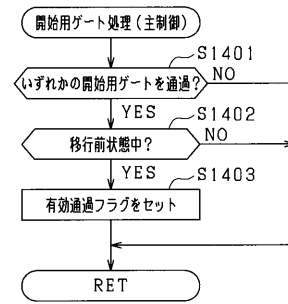 開始用ゲート処理(主制御)
S1401
いずれかの開始用ゲートを通過?
NO
YES
S1402
移行前状態中?
NO
YES
S1403
有効通過フラグをセット
RET